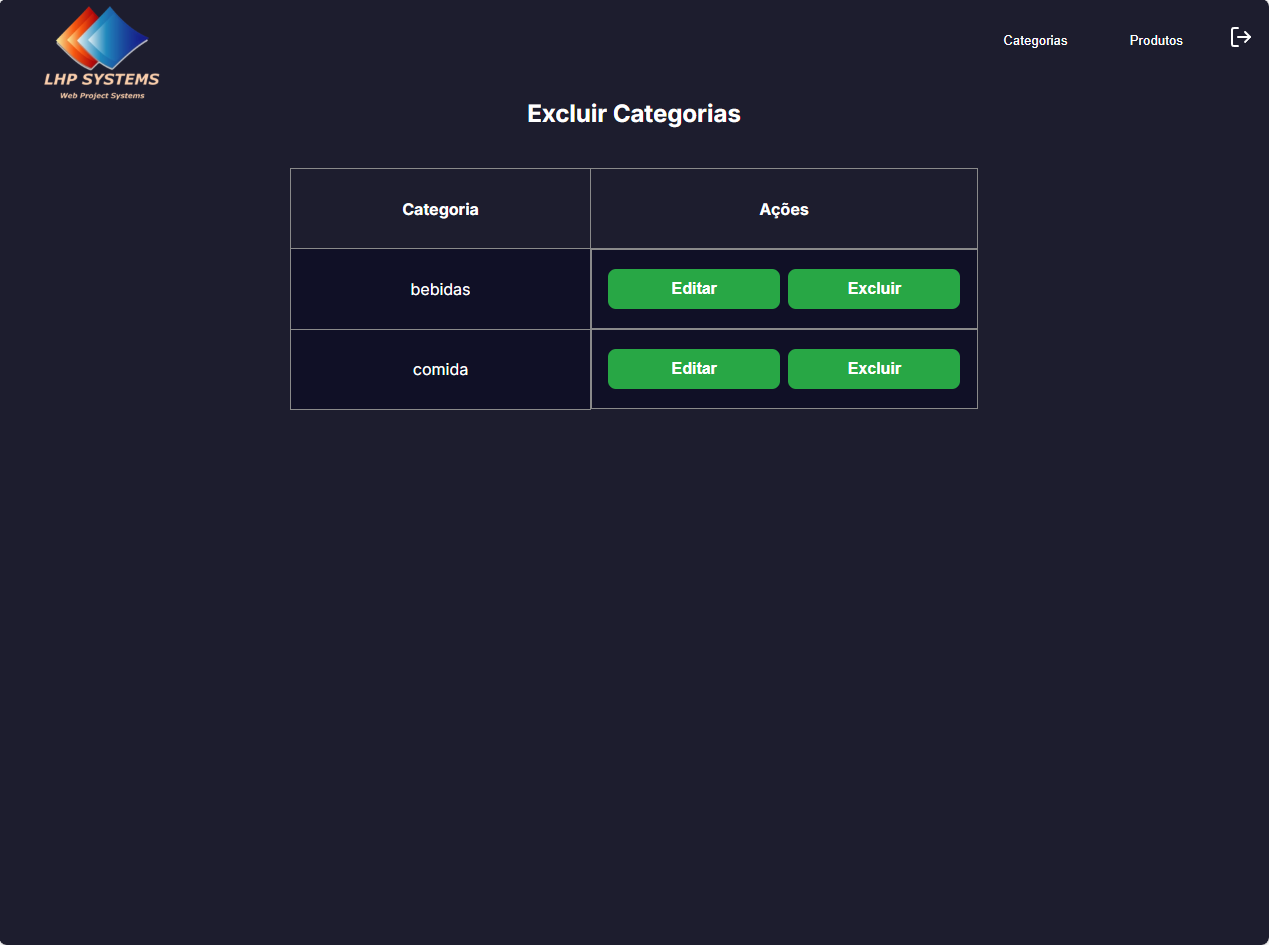 LHP SYSTEMS
Web Project Systems
Categorias
Produtos
Excluir Categorias
Categoria
Ações
bebidas
Editar
Excluir
comida
Editar
Excluir